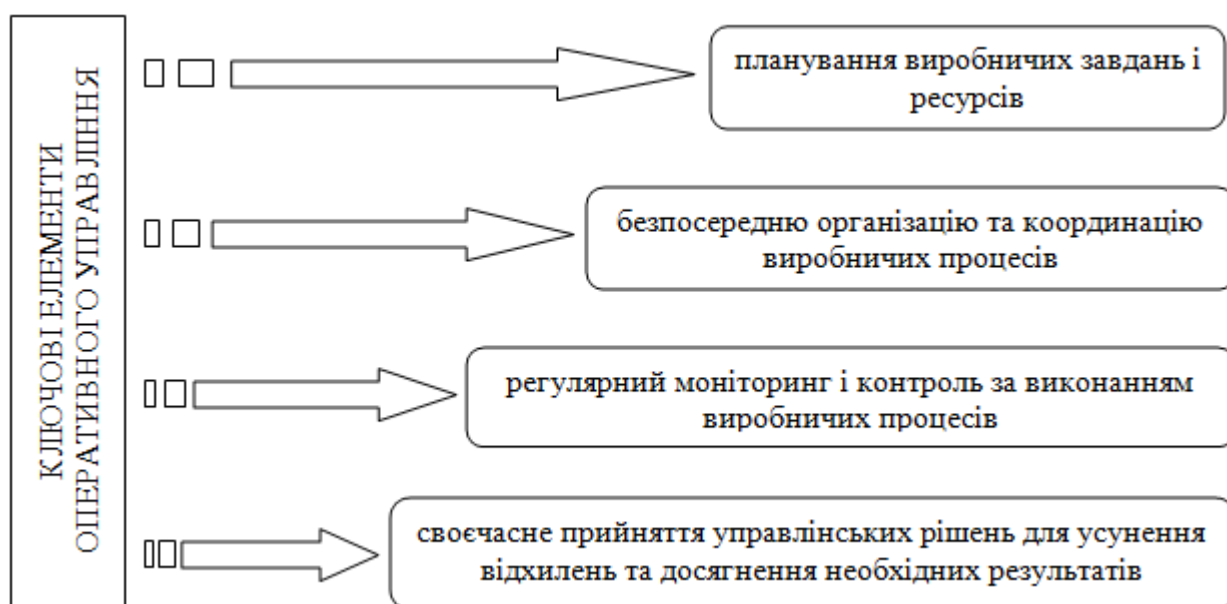 КЛЮЧОВІ ЕЛЕМЕНТИ
ОПЕРАТИВНОГО УПРАВЛІННЯ
планування виробничих завдань і
ресурсів
безпосередню організацію та координацію
виробничих процесів
регулярний моніторинг і контроль за виконанням
виробничих процесів
своєчасне прийняття управлінських рішень для усунення
відхилень та досягнення необхідних результатів